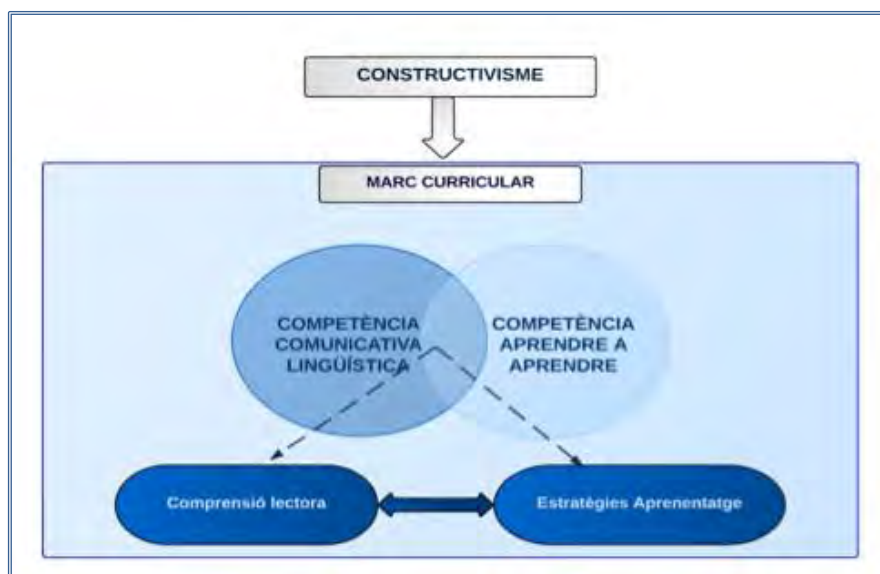 CONSTRUCTIVISME
MARC CURRICULAR
COMPETÈNCIA
COMUNICATIVA
LINGÜÍSTICA
COMPETÈNCIA
APRENDRE A
APRENDRE
Comprensió lectora
Estratègies Aprenentatge